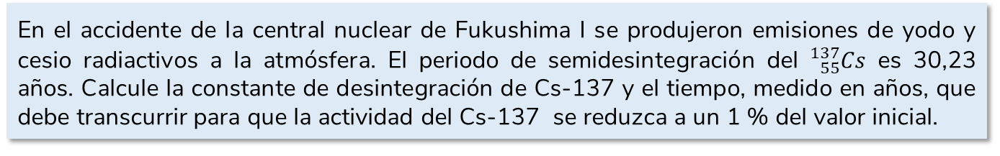 En el accidente de la central nuclear de Fukushima I se produjeron emisiones de yodo y
cesio radiactivos a la atmósfera. El periodo de semidesintegración del $^{137}_{55}Cs$ es 30,23
años. Calcule la constante de desintegración de Cs-137 y el tiempo, medido en años, que
debe transcurrir para que la actividad del Cs-137 se reduzca a un 1 % del valor inicial.